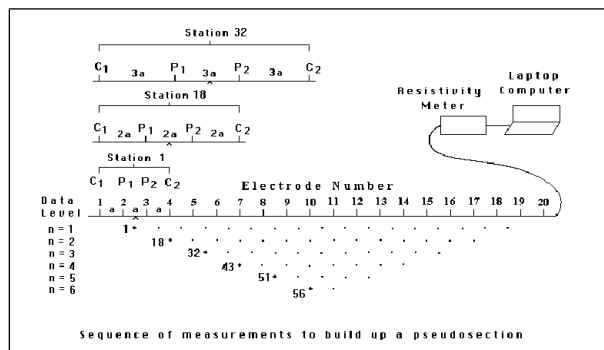 Station 32
C1 P1 P2 C2
3a 3a 3a
Laptop
Computer
Resistivity
Meter
Station 18
C1 P1 P2 C2
2a 2a 2a
Station 1
C1 P1 P2 C2
Electrode Number
Data
Level
1 2 3 4 5 6 7 8 9 10 11 12 13 14 15 16 17 18 19 20
a a a
n = 1 1
n = 2 18
n = 3 32
n = 4 43
n = 5 51
n = 6 56
Sequence of measurements to build up a pseudosection